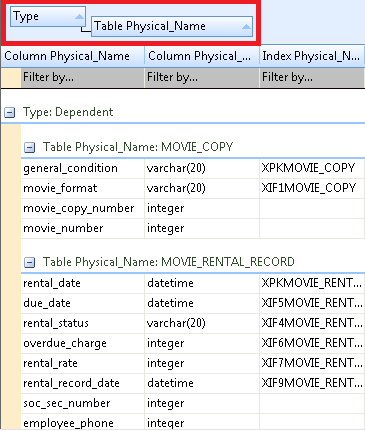 Type
Table Physical_Name
Column Physical_Name Column Physical_... Index Physical_N...
Filter by... Filter by... Filter by...
Type: Dependent
Table Physical_Name: MOVIE_COPY
general_condition varchar(20) XPKMOVIE_COPY
movie_format varchar(20) XIF1MOVIE_COPY
movie_copy_number integer
movie_number integer
Table Physical_Name: MOVIE_RENTAL_RECORD
rental_date datetime XPKMOVIE_RENT...
due_date datetime XIF5MOVIE_RENT...
rental_status varchar(20) XIF4MOVIE_RENT...
overdue_charge integer XIF6MOVIE_RENT...
rental_rate integer XIF7MOVIE_RENT...
rental_record_date datetime XIF9MOVIE_RENT...
soc_sec_number integer
employee_phone integer